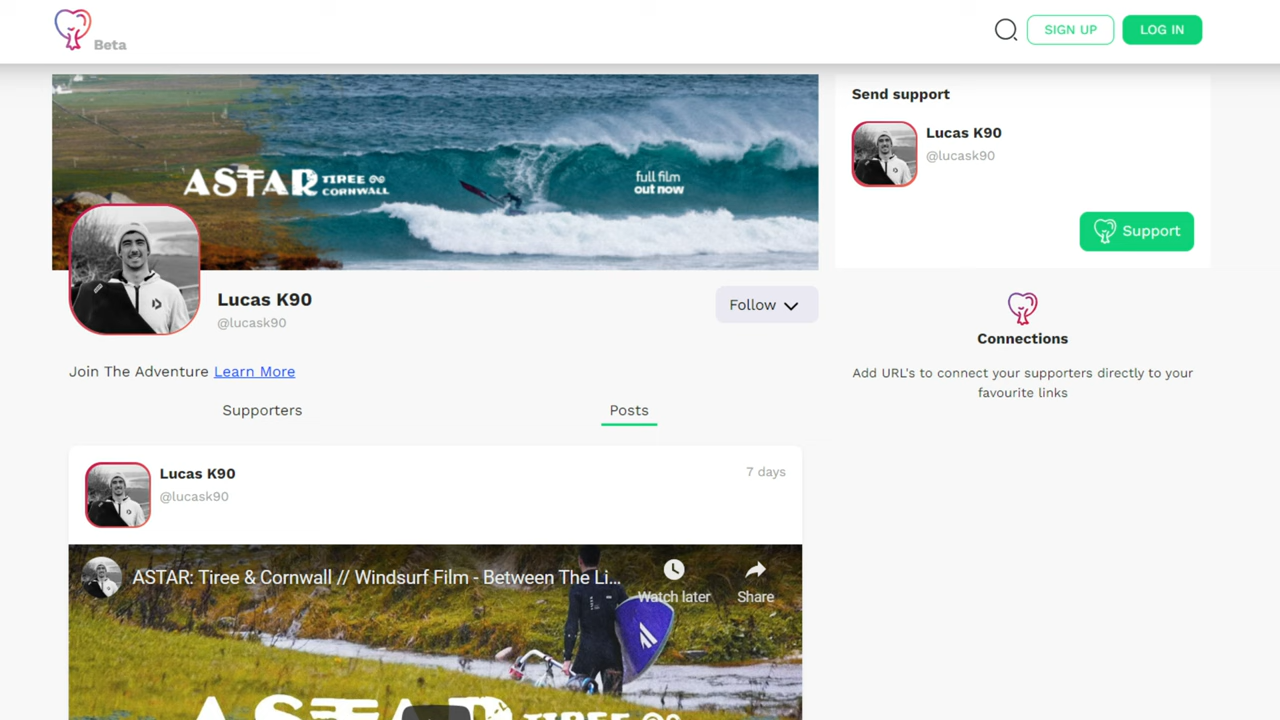 Beta
SIGN UP
LOG IN
ASTAR TIREE
CORNWALL
full film
out now
Send support
Lucas K90
@lucask90
Support
Lucas K90
@lucask90
Follow
Connections
Add URL's to connect your supporters directly to your
favourite links
Join The Adventure Learn More
Supporters
Posts
Lucas K90
@lucask90
7 days
ASTAR: Tiree & Cornwall // Windsurf Film - Between The Li...
Watch later
Share
ASTAR TIREE